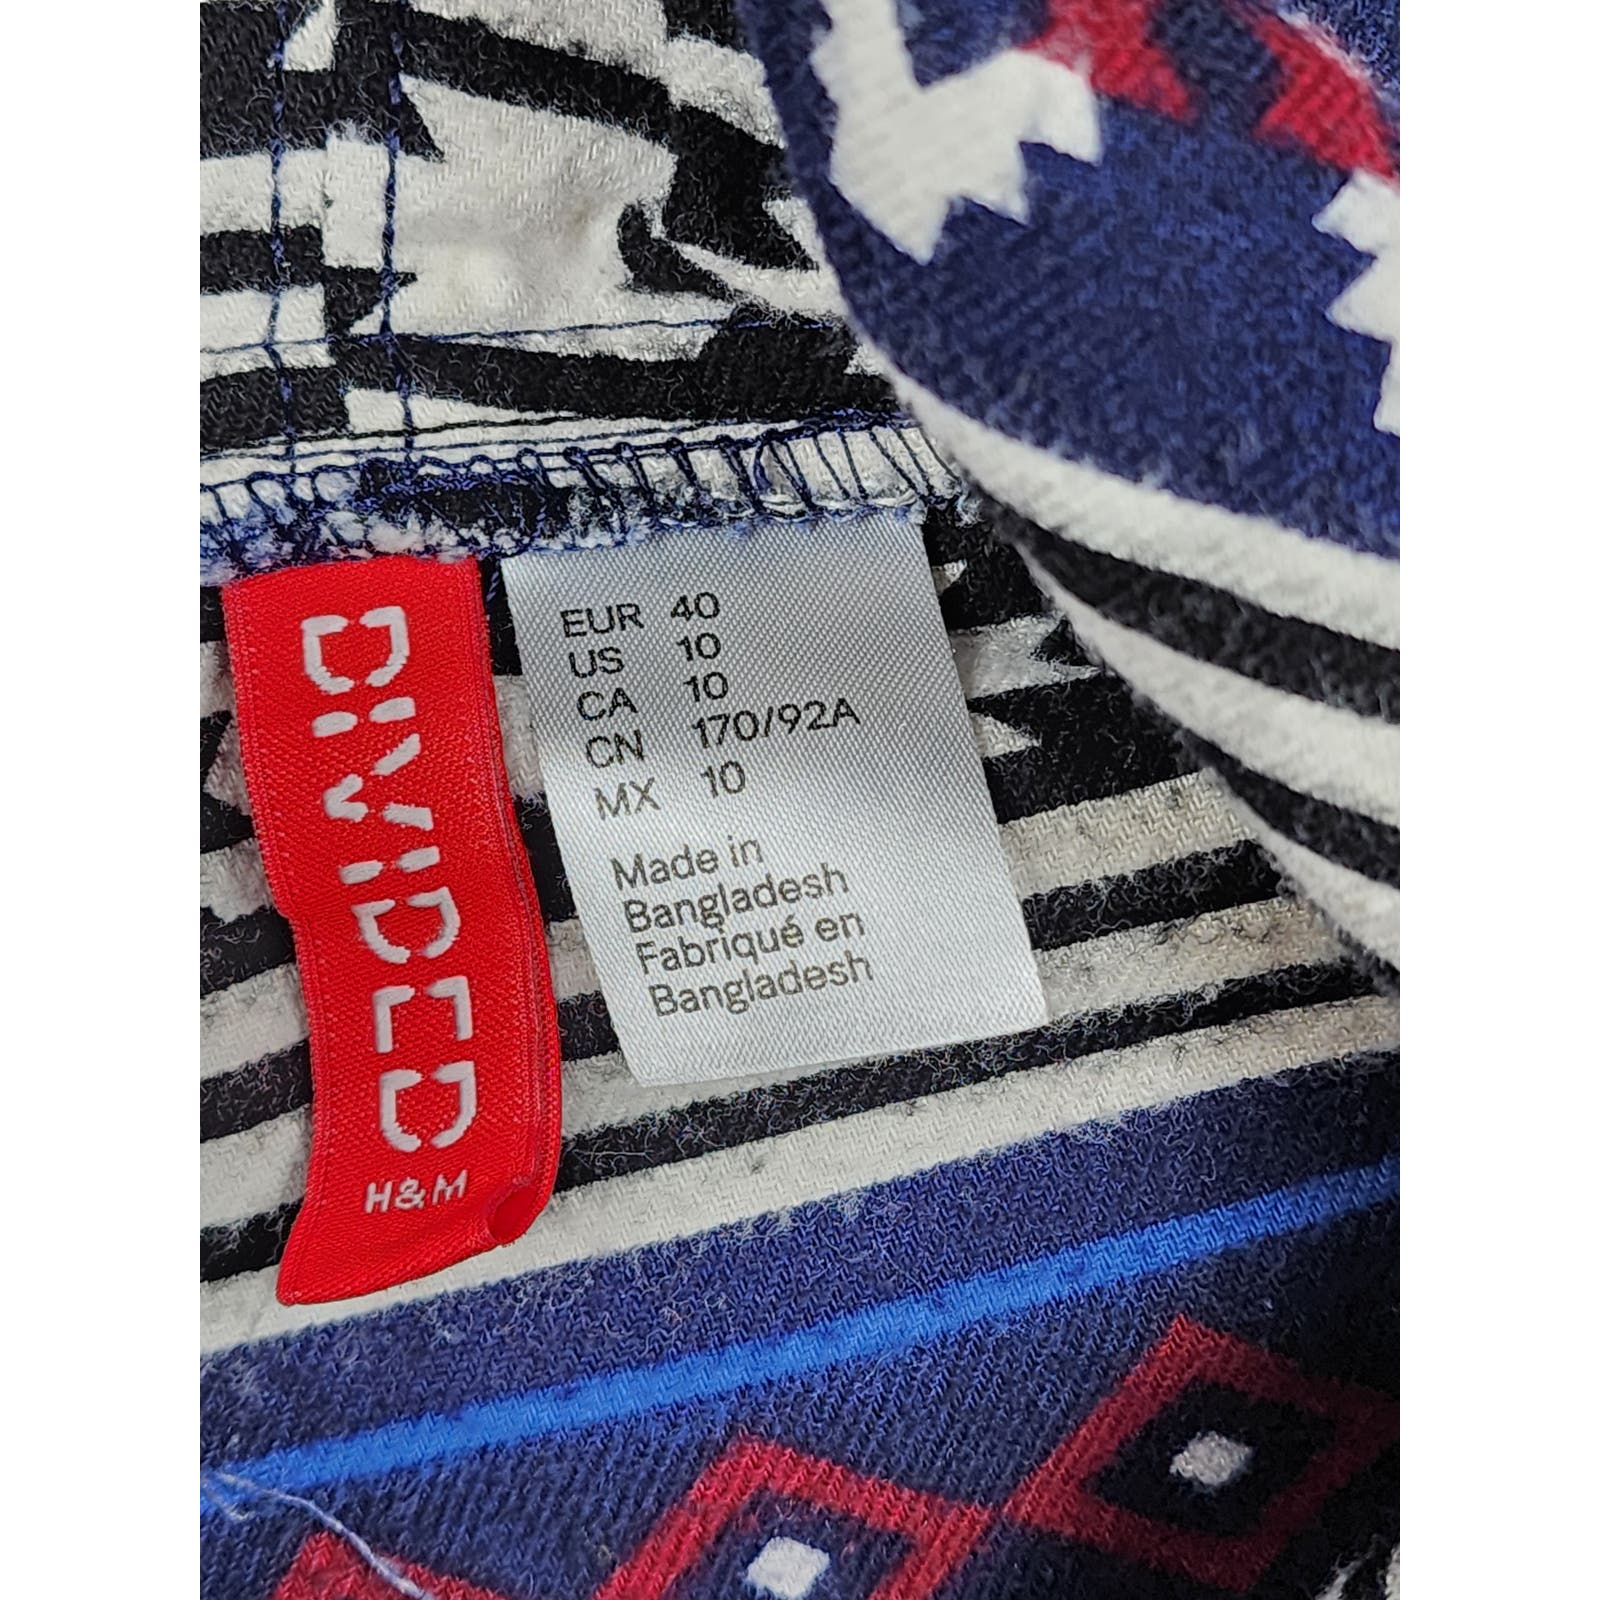 DIVIDED
H&M
EUR 40
US 10
CA 10
CN 170/92A
MX 10
Made in
Bangladesh
Fabriqué en
Bangladesh